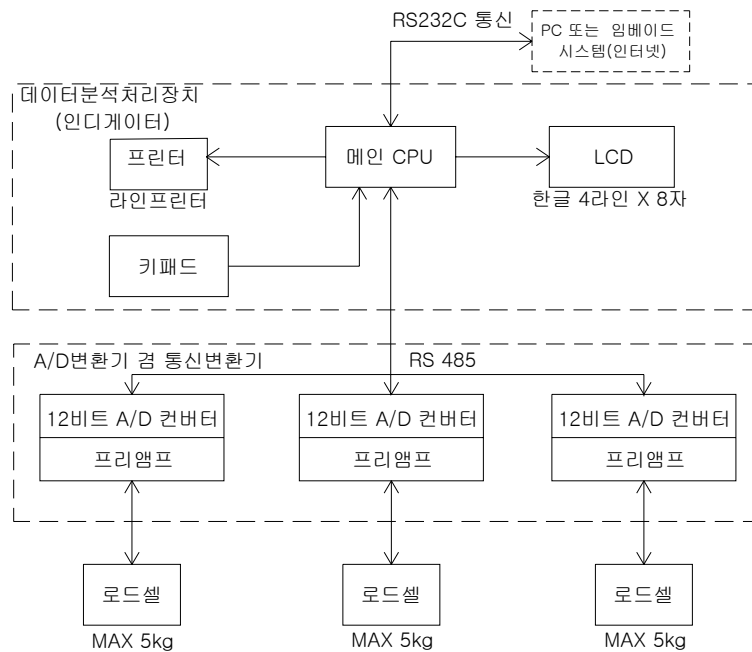 RS232C 통신
PC 또는 임베이드
시스템(인터넷)
데이터분석처리장치
(인디게이터)
프린터
메인 CPU
LCD
라인프린터
한글 4라인 X 8자
키패드
A/D변환기 겸 통신변환기
RS 485
12비트 A/D 컨버터
12비트 A/D 컨버터
12비트 A/D 컨버터
프리앰프
프리앰프
프리앰프
로드셀
로드셀
로드셀
MAX 5kg
MAX 5kg
MAX 5kg